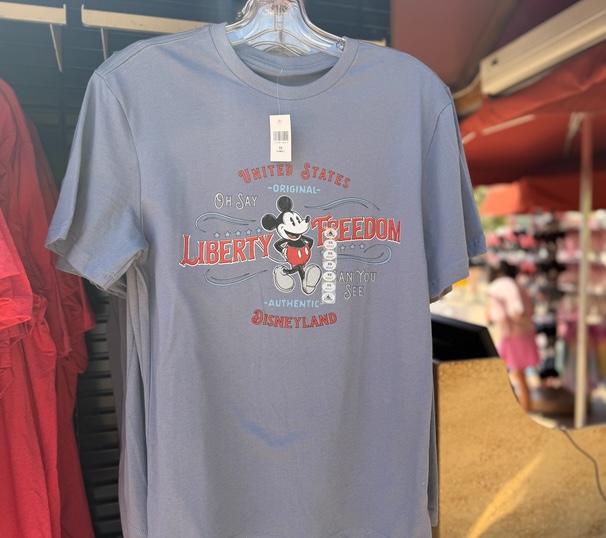 UNITED STATES
-ORIGINAL-
OH SAY
LIBERTY FREEDOM
AN YOU
SEE
-AUTHENTIC-
DISNEYLAND